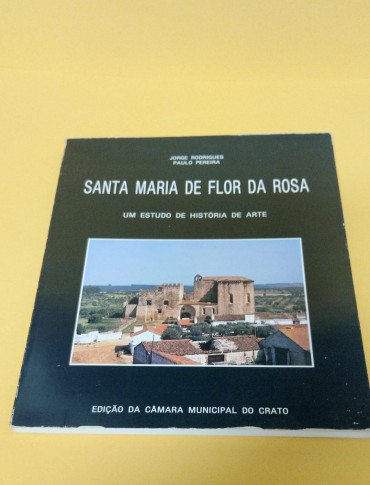 JORGE RODRIGUES
PAULO PEREIRA
SANTA MARIA DE FLOR DA ROSA
UM ESTUDO DE HISTÓRIA DE ARTE
EDIÇÃO DA CÂMARA MUNICIPAL DO CRATO